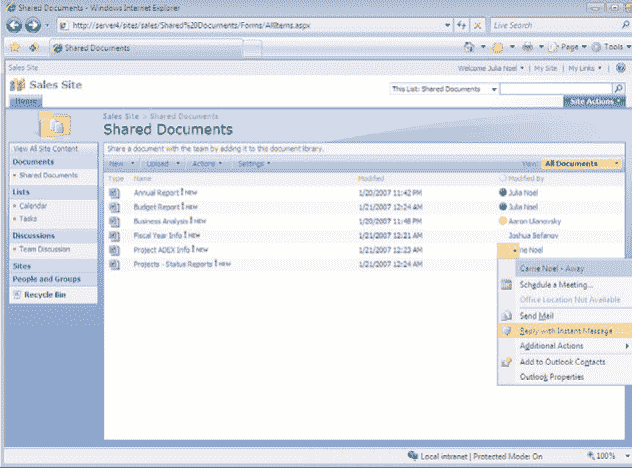 Shared Documents - Windows Internet Explorer
http://server4/sites/sales/Shared%20Documents/Forms/AllItems.aspx
Live Search
Shared Documents
Page
Tools
Sales Site
Welcome Julia Noel
My Site
My Links
Sales Site
This List: Shared Documents
Home
Site Actions
Sales Site > Shared Documents
Shared Documents
View All Site Content
Share a document with the team by adding it to this document library.
Documents
Shared Documents
New
Upload
Actions
Settings
View:
All Documents
Type
Name
Modified
Modified By
Lists
Calendar
Tasks
Discussions
Team Discussion
Sites
People and Groups
Recycle Bin
Annual Report ! NEW
1/20/2007 11:42 PM
Julia Noel
Budget Report ! NEW
1/21/2007 12:24 AM
Julia Noel
Business Analysis ! NEW
1/20/2007 11:48 PM
Aaron
Fiscal Year Info ! NEW
1/21/2007 12:21 AM
Joshua
Project ADEX Info ! NEW
1/21/2007 12:23 AM
Noel
Projects - Status Reports ! NEW
1/21/2007 12:24 AM
Carrie Noel - Away
Schedule a Meeting...
Office Location Not Available
Send Mail
Reply with Instant Message
Additional Actions
Add to Outlook Contacts
Outlook Properties
Local intranet | Protected Mode: On
100%